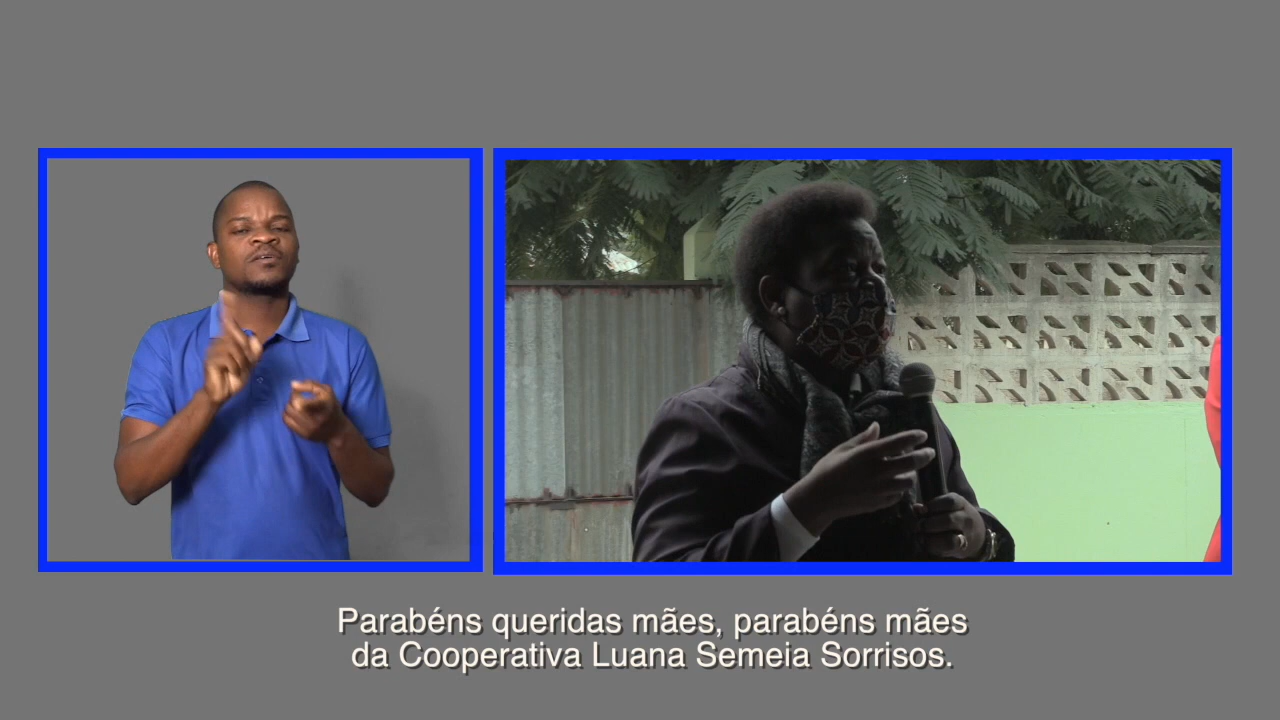 Parabéns queridas mães, parabéns mães
da Cooperativa Luana Semeia Sorrisos.